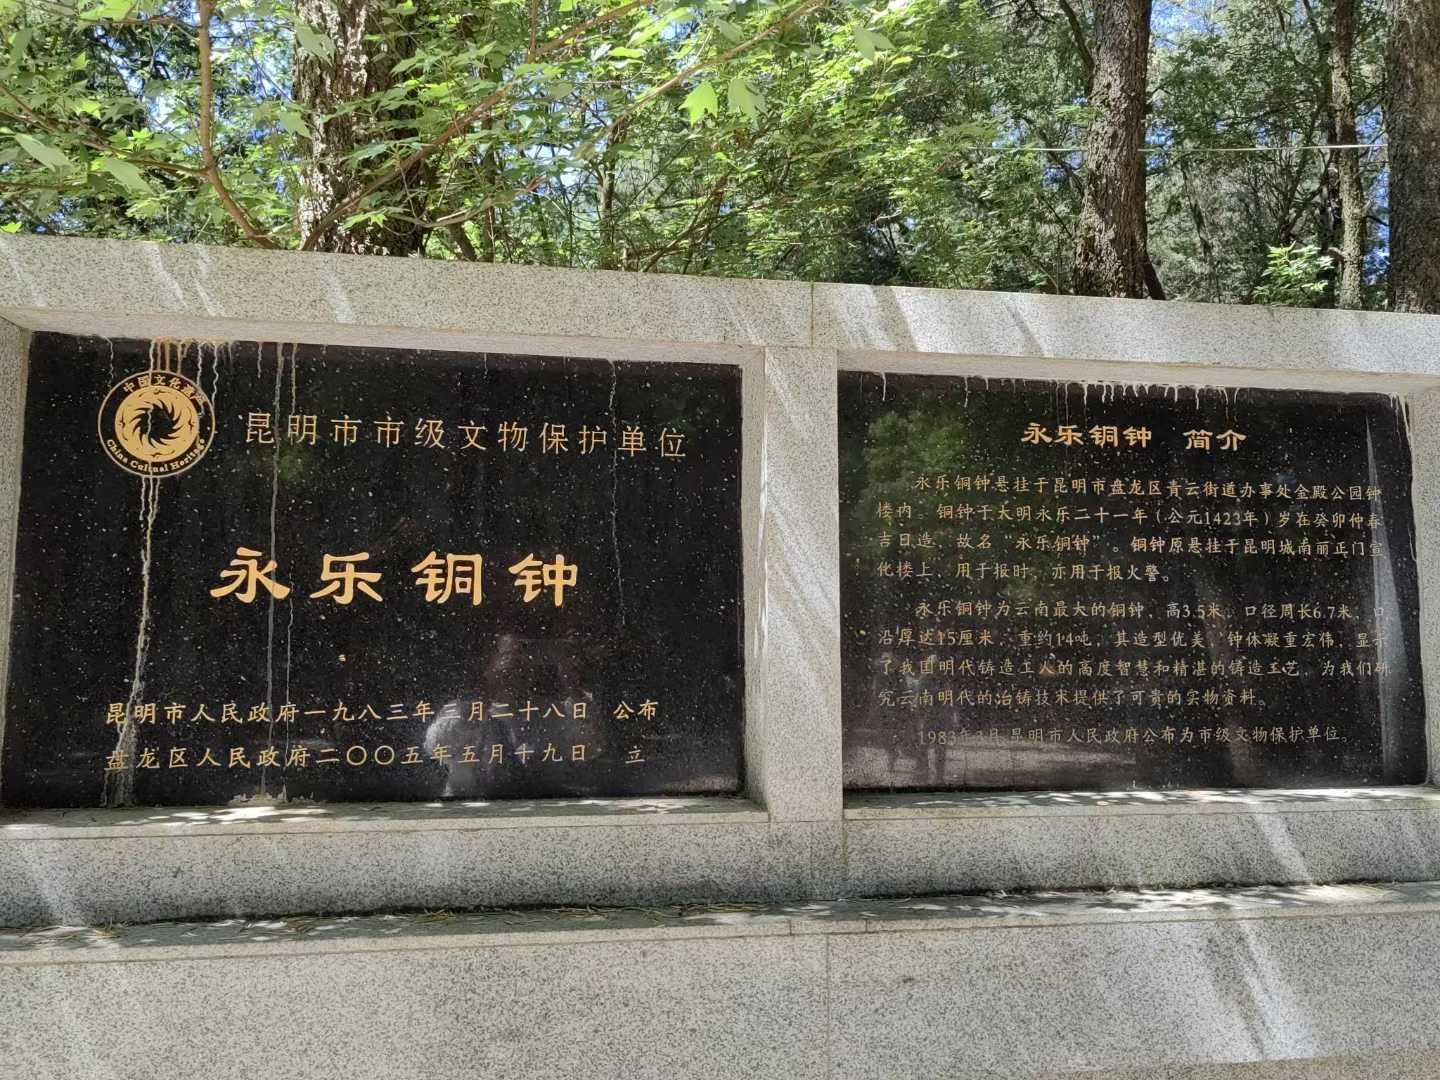 中国文化遗产
China Cultural Heritage
昆明市市级文物保护单位
永乐铜钟
昆明市人民政府一九八三年三月二十八日 公布
盘龙区人民政府二〇〇五年五月十九日 立
永乐铜钟 简介
永乐铜钟悬挂于昆明市盘龙区青云街道办事处金殿公园钟
楼内。铜钟于大明永乐二十一年（公元1423年）岁在癸卯仲春
吉日造，故名“永乐铜钟”。铜钟原悬挂于昆明城南丽正门宣
化楼上，用于报时，亦用于报火警。
永乐铜钟为云南最大的铜钟，高3.5米，口径周长6.7米，口
沿厚达15厘米，重约14吨，其造型优美，钟体凝重宏伟，显示
了我国明代铸造工人的高度智慧和精湛的铸造工艺，为我们研
究云南明代的冶铸技术提供了可贵的实物资料。
1983年3月昆明市人民政府公布为市级文物保护单位。